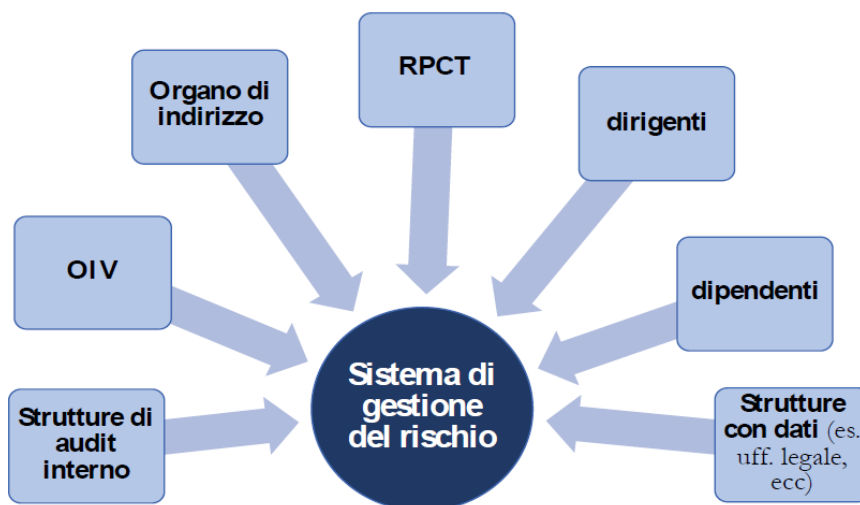 RPCT
Organo di
indirizzo
dirigenti
OIV
dipendenti
Sistema di
gestione
del rischio
Strutture di
audit
interno
Strutture
con dati (es.
uff. legale,
ecc)